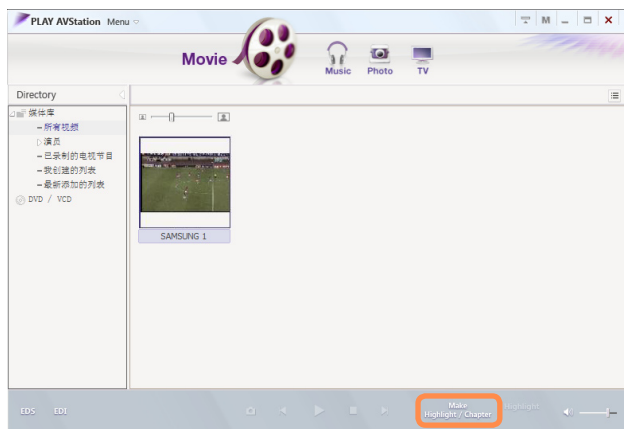 PLAY AVStation Menu
M
Movie
Music
Photo
TV
Directory
媒体库
所有视频
演员
已录制的电视节目
我创建的列表
最新添加的列表
DVD / VCD
SAMSUNG 1
EDS
EDI
Make
Highlight / Chapter
Highlight